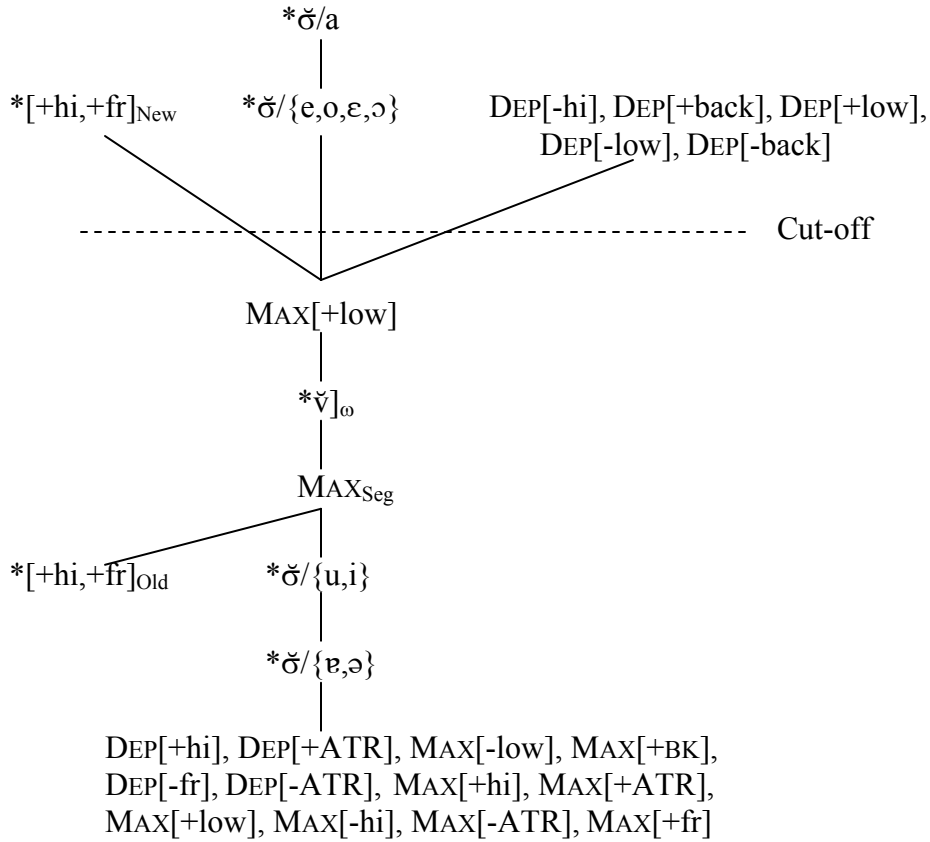 *σ̆/a
*[+hi,+fr]New *σ̆/{e,o,ɛ,ɔ} DEP[-hi], DEP[+back], DEP[+low],
DEP[-low], DEP[-back]
Cut-off
MAX[+low]
*v̆]ω
MAXSeg
*[+hi,+fr]Old *σ̆/{u,i}
*σ̆/{ɐ,ə}
DEP[+hi], DEP[+ATR], MAX[-low], MAX[+BK],
DEP[-fr], DEP[-ATR], MAX[+hi], MAX[+ATR],
MAX[+low], MAX[-hi], MAX[-ATR], MAX[+fr]